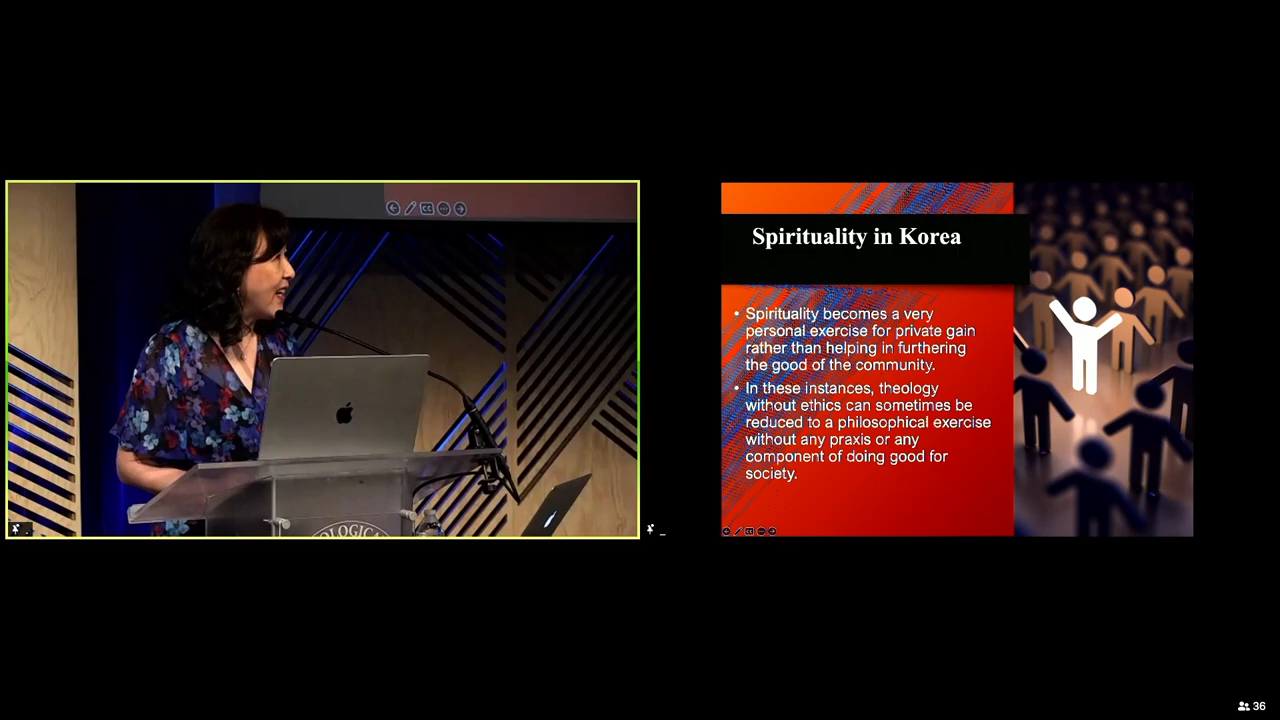 Spirituality in Korea
• Spirituality becomes a very
personal exercise for private gain
rather than helping in furthering
the good of the community.
• In these instances, theology
without ethics can sometimes be
reduced to a philosophical exercise
without any praxis or any
component of doing good for
society.
CC
OLOGICA
36